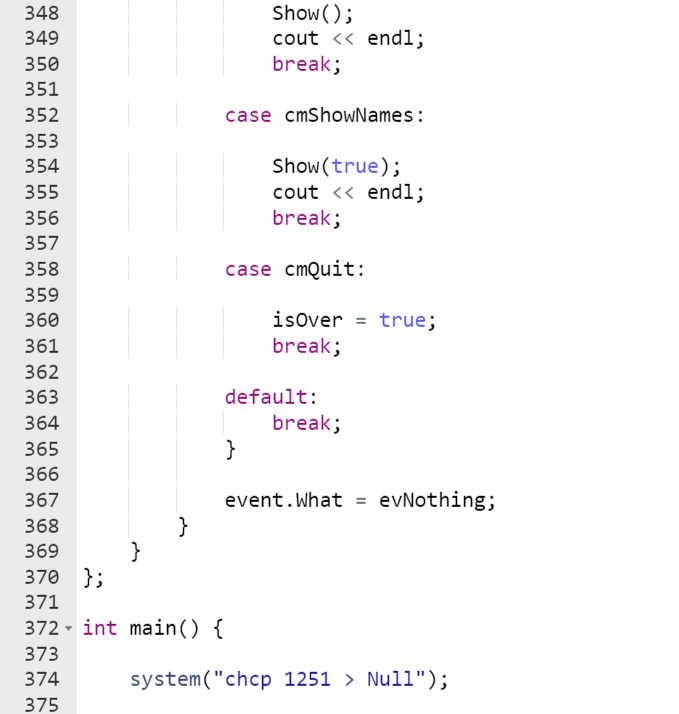 348                 Show();
349                 cout << endl;
350                 break;
351
352             case cmShowNames:
353
354                 Show(true);
355                 cout << endl;
356                 break;
357
358             case cmQuit:
359
360                 isOver = true;
361                 break;
362
363             default:
364                 break;
365             }
366
367             event.What = evNothing;
368         }
369     }
370 };
371
372 int main() {
373
374     system("chcp 1251 > Null");
375